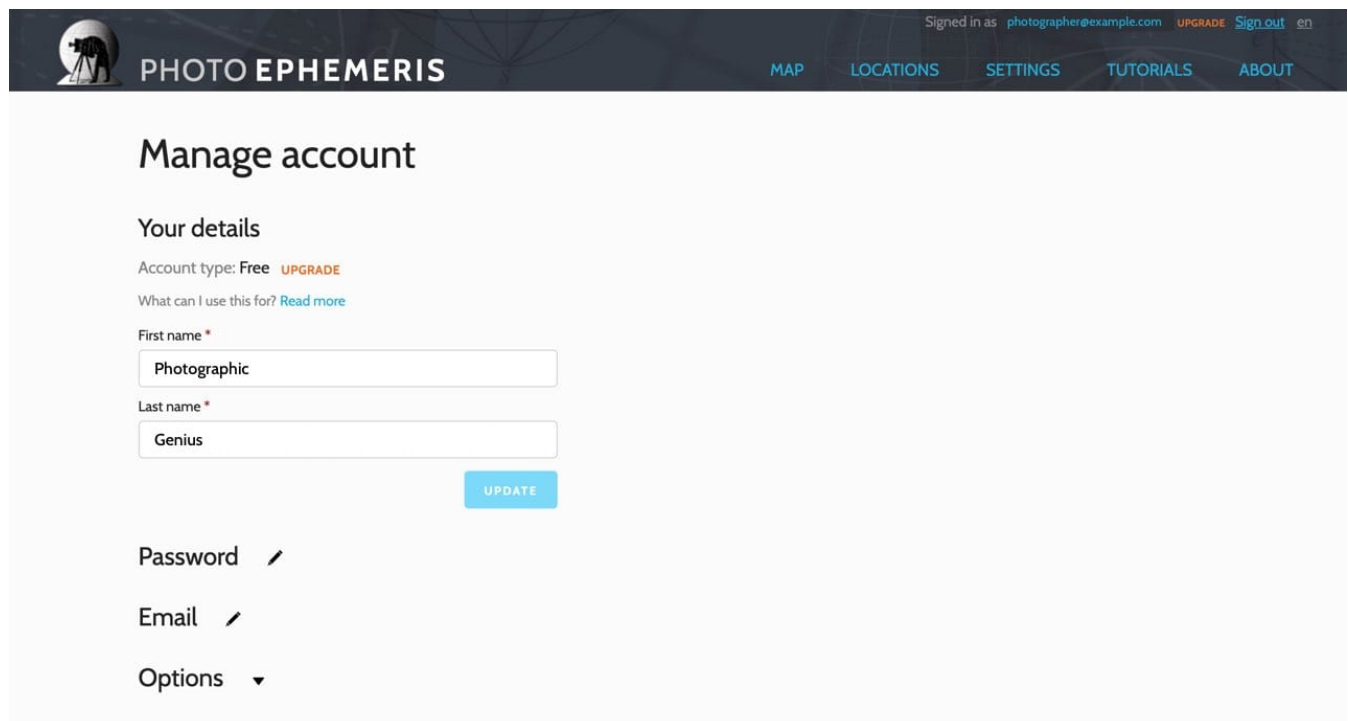 Signed in as photographer@example.com UPGRADE Sign out en
PHOTO EPHEMERIS
MAP LOCATIONS SETTINGS TUTORIALS ABOUT
Manage account
Your details
Account type: Free UPGRADE
What can I use this for? Read more
First name *
Photographic
Last name *
Genius
UPDATE
Password
Email
Options